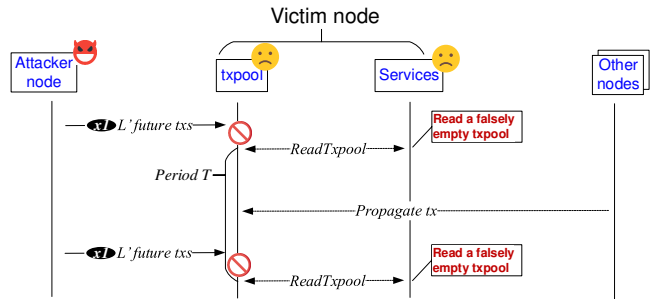 Victim node
Attacker
node
txpool
Services
Other
nodes
x1 L' future txs
Read a falsely
empty txpool
ReadTxpool
Period T
Propagate tx
x1 L' future txs
Read a falsely
empty txpool
ReadTxpool